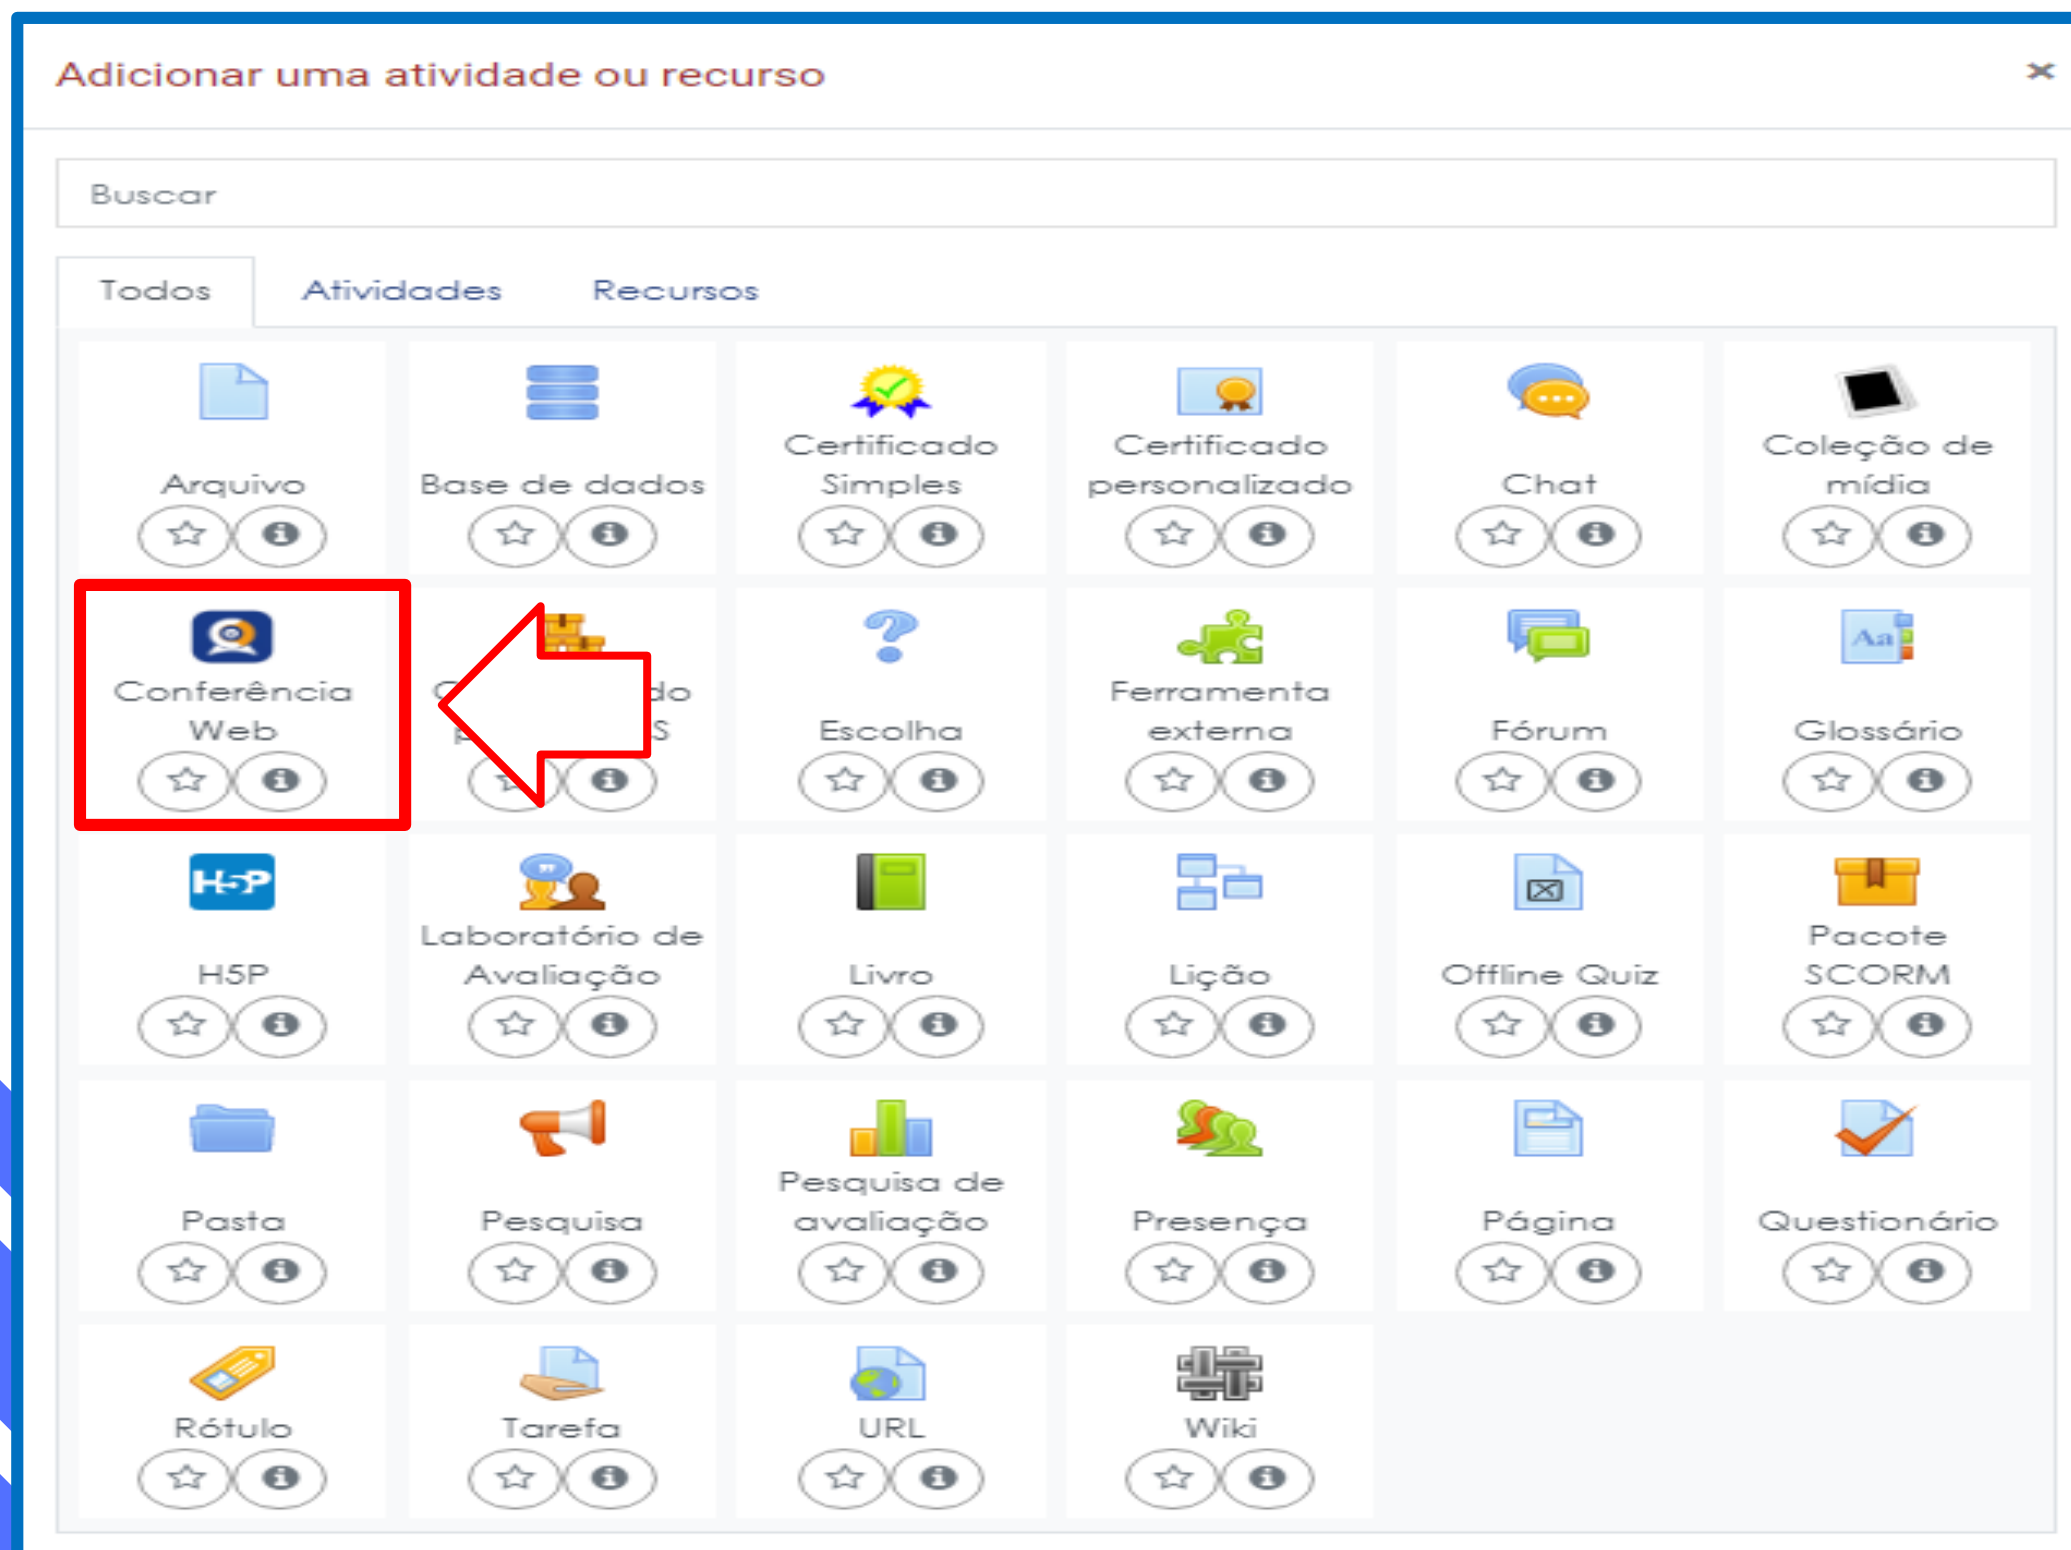 Adicionar uma atividade ou recurso
Buscar
Todos Atividades Recursos
Certificado Certificado Coleção de
Arquivo Base de dados Simples personalizado Chat mídia
Conferência Ferramenta
Web Escolha externa Fórum Glossário
Aa
H5P
Laboratório de Pacote
H5P Avaliação Livro Lição Offline Quiz SCORM
Pesquisa de
Pasta Pesquisa avaliação Presença Página Questionário
Rótulo Tarefa URL Wiki